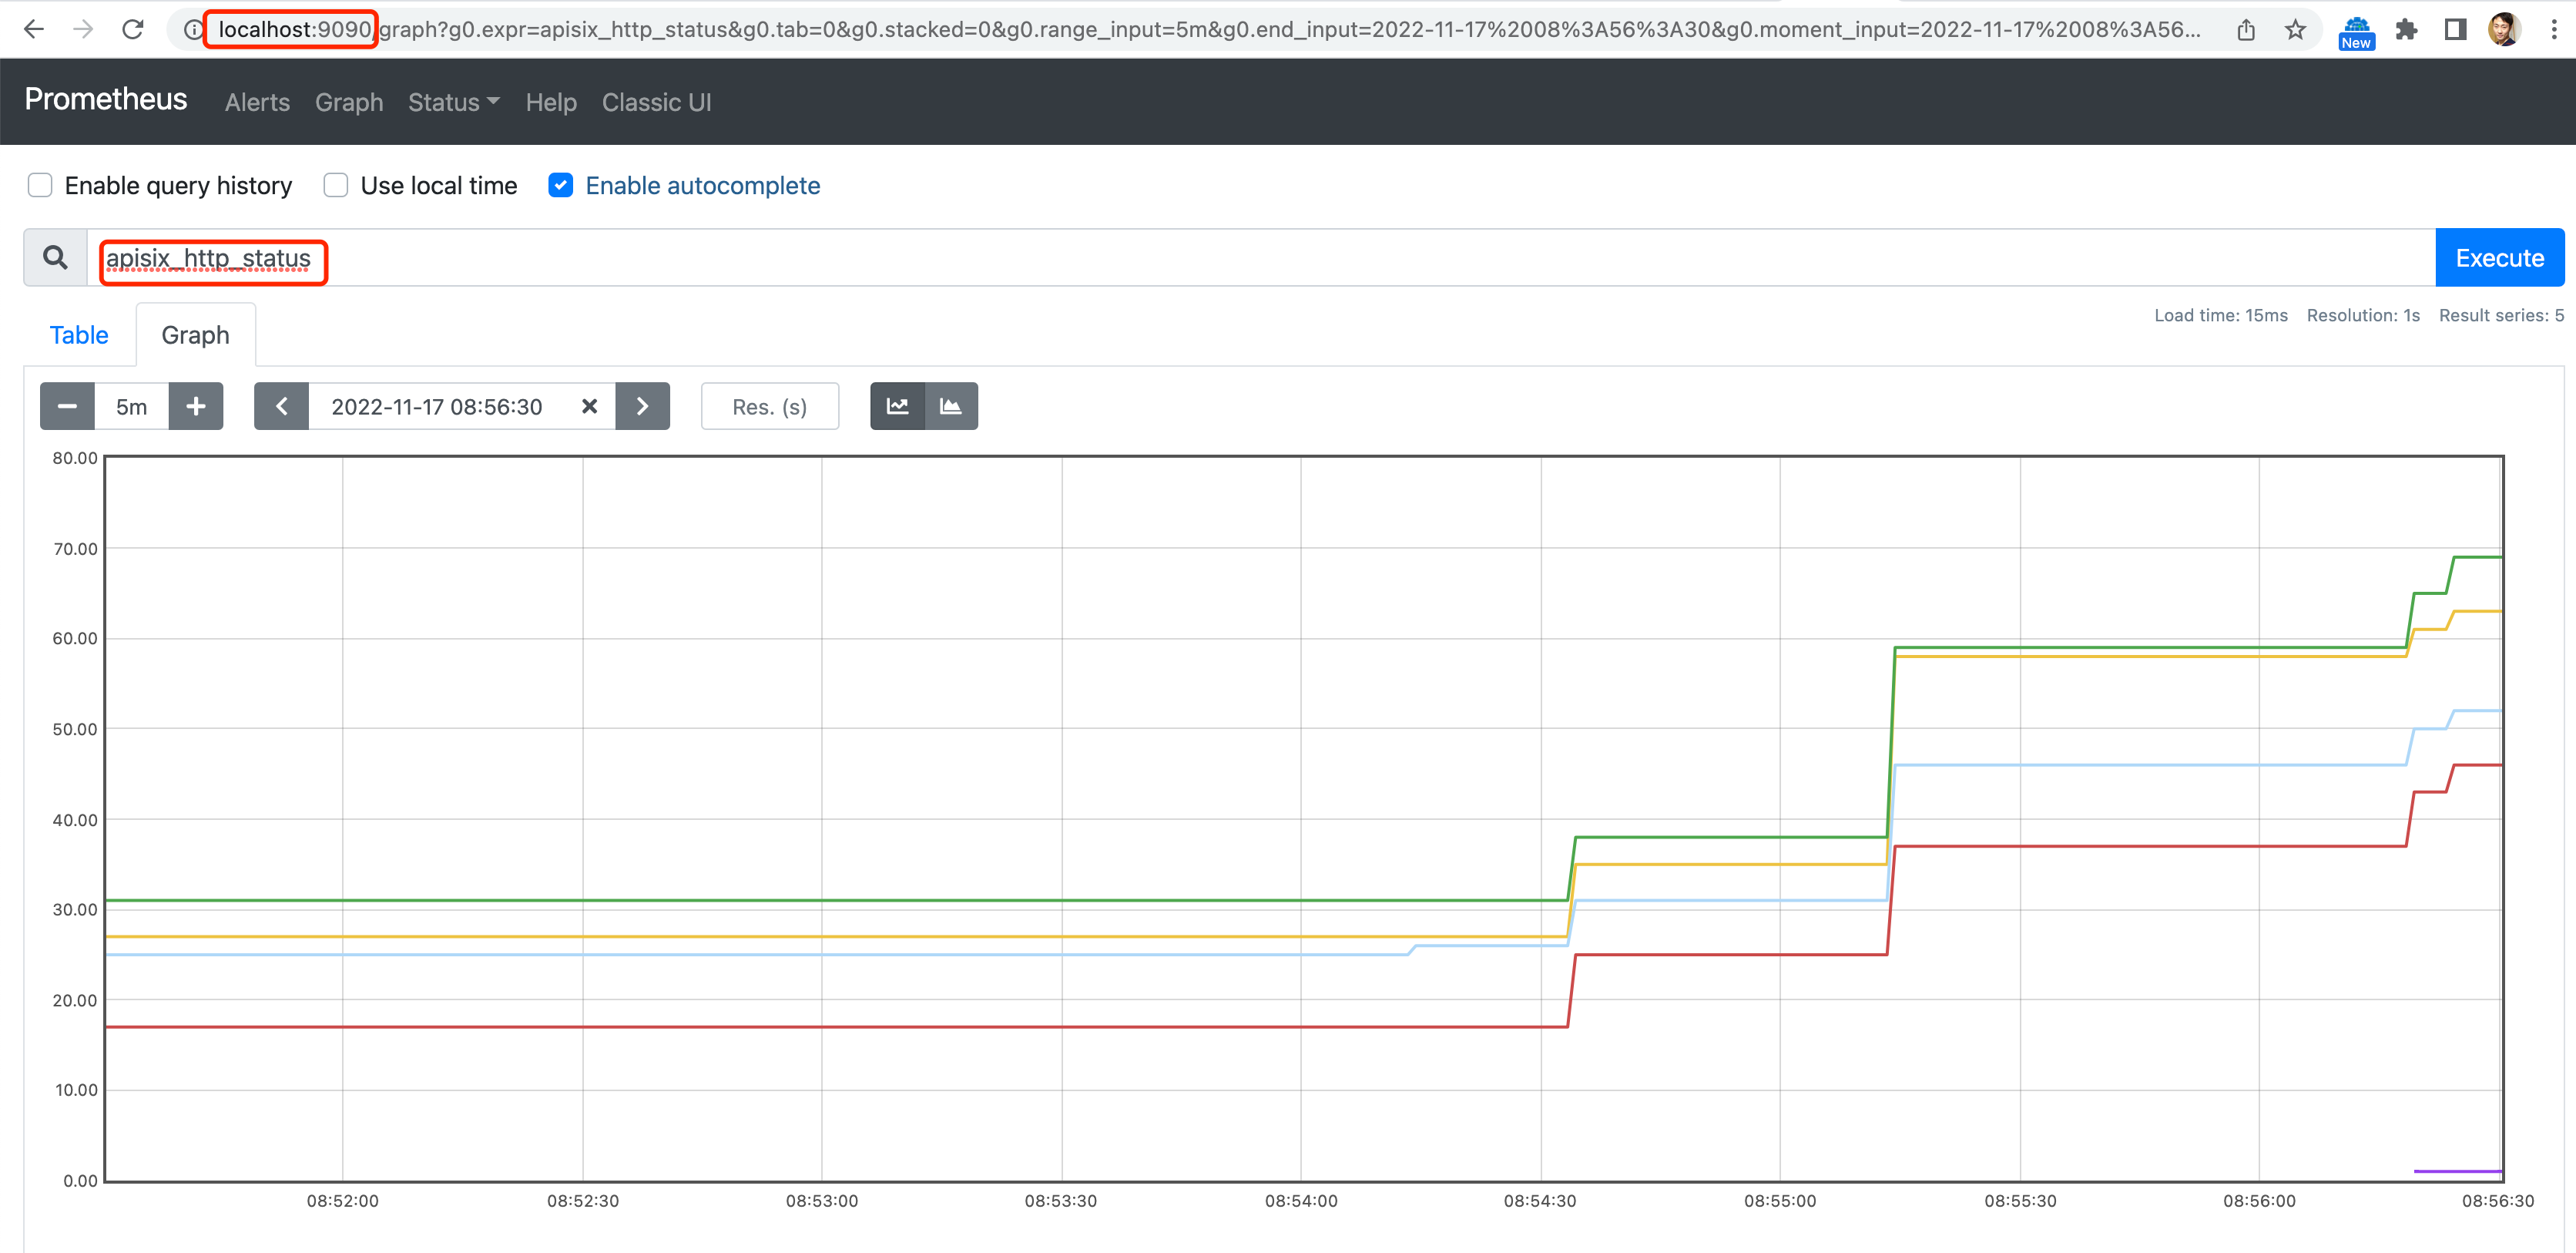 localhost:9090/graph?g0.expr=apisix_http_status&g0.tab=0&g0.stacked=0&g0.range_input=5m&g0.end_input=2022-11-17%2008%3A56%3A30&g0.moment_input=2022-11-17%2008%3A56...
New
Prometheus Alerts Graph Status Help Classic UI
Enable query history Use local time Enable autocomplete
apisix_http_status Execute
Load time: 15ms Resolution: 1s Result series: 5
Table Graph
5m 2022-11-17 08:56:30 Res. (s)
80.00
70.00
60.00
50.00
40.00
30.00
20.00
10.00
0.00
08:52:00 08:52:30 08:53:00 08:53:30 08:54:00 08:54:30 08:55:00 08:55:30 08:56:00 08:56:30